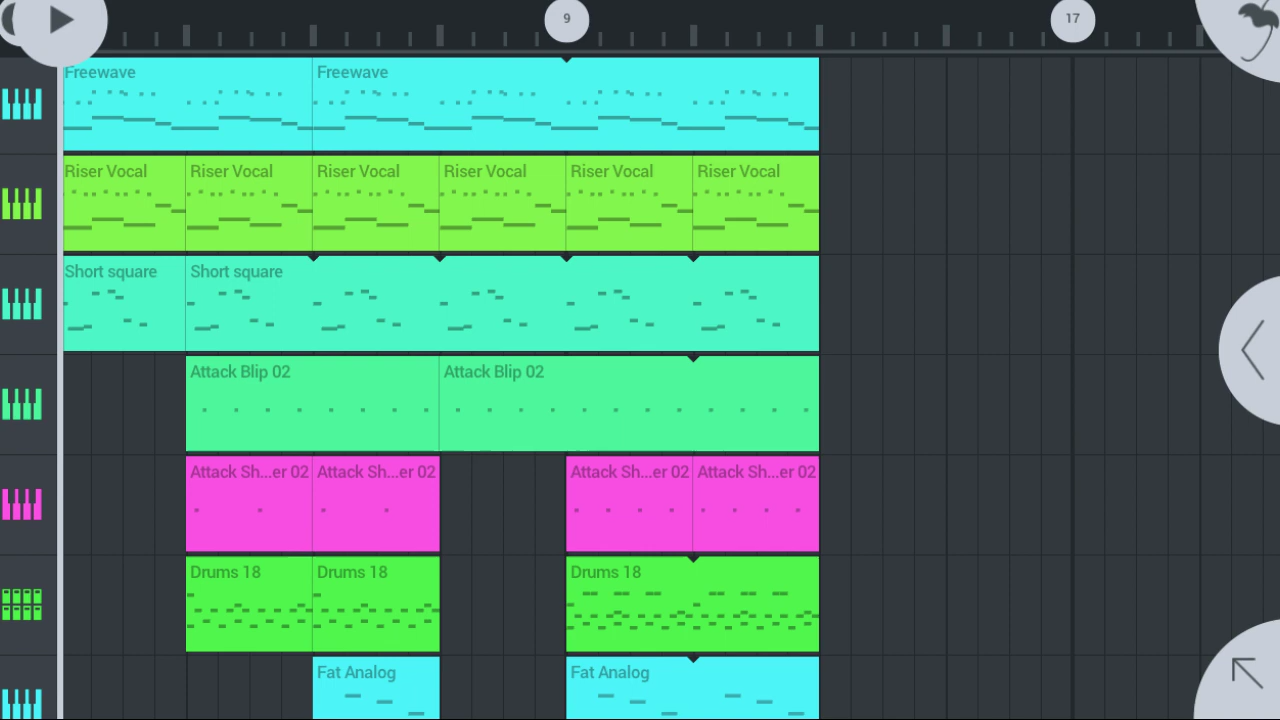 9
17
Freewave
Freewave
Riser Vocal
Riser Vocal
Riser Vocal
Riser Vocal
Riser Vocal
Riser Vocal
Short square
Short square
Attack Blip 02
Attack Blip 02
Attack Sh...er 02
Attack Sh...er 02
Attack Sh...er 02
Attack Sh...er 02
Drums 18
Drums 18
Drums 18
Fat Analog
Fat Analog